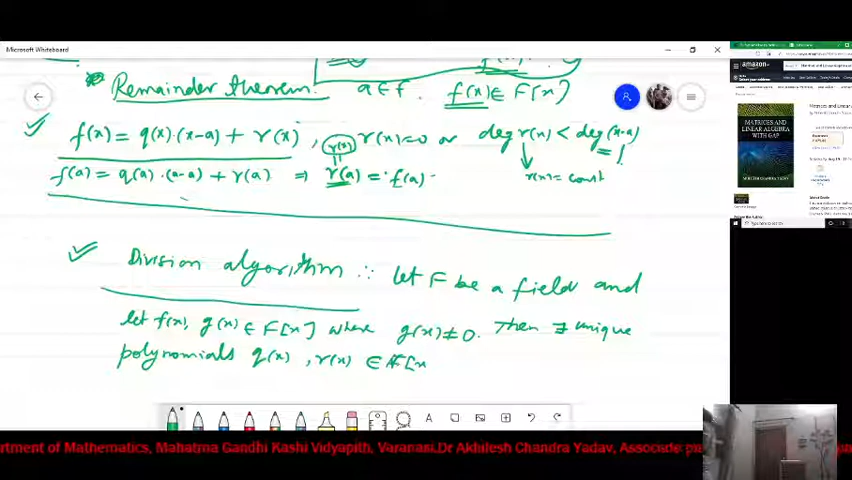 Microsoft Whiteboard
Remainder theorem: a ∈ F. f(x) ∈ F[x]
f(x) = q(x)·(x-a) + r(x), r(x) r(x)=0 or deg r(x) < deg (x-a)
= 1
f(a) = q(a)·(a-a) + r(a) ⇒ r(a) = f(a)· r(x) = const
Division algorithm :: let F be a field and
let f(x), g(x) ∈ F[x] where g(x) ≠ 0. Then ∃ unique
polynomials q(x), r(x) ∈ F[x
A
amazon
MATRICES AND LINEAR ALGEBRA WITH GAP
rtment of Mathematics, Mahatma Gandhi Kashi Vidyapith, Varanasi,Dr Akhilesh Chandra Yadav, Associate p